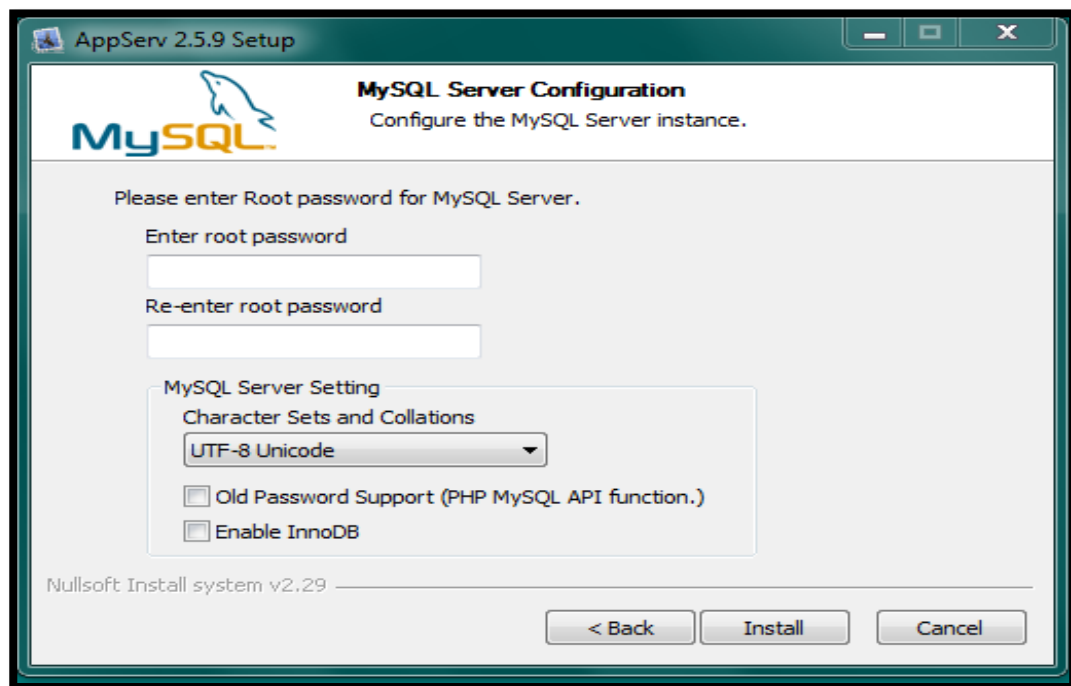 AppServ 2.5.9 Setup
MySQL
MySQL Server Configuration
Configure the MySQL Server instance.
Please enter Root password for MySQL Server.
Enter root password
Re-enter root password
MySQL Server Setting
Character Sets and Collations
UTF-8 Unicode
Old Password Support (PHP MySQL API function.)
Enable InnoDB
Nullsoft Install system v2.29
< Back Install Cancel